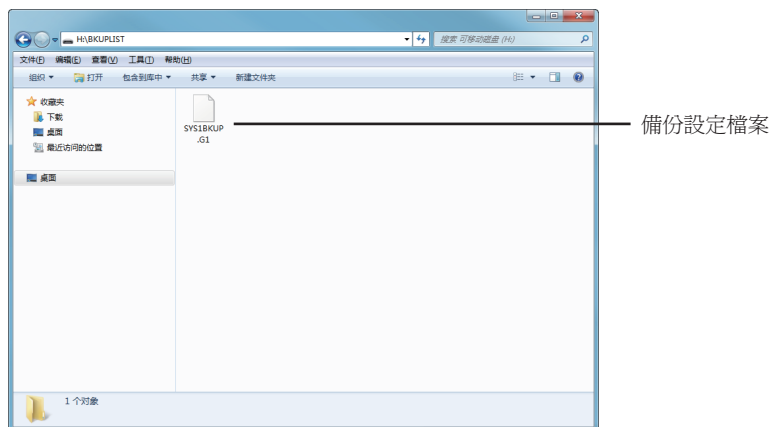 H:\BKUPLIST
搜索 可移动磁盘 (H:)
文件(F) 编辑(E) 查看(V) 工具(T) 帮助(H)
组织 打开 包含到库中 共享 新建文件夹
收藏夹
下载
桌面
最近访问的位置
桌面
SYS1BKUP
.G1
備份設定檔案
1 个对象